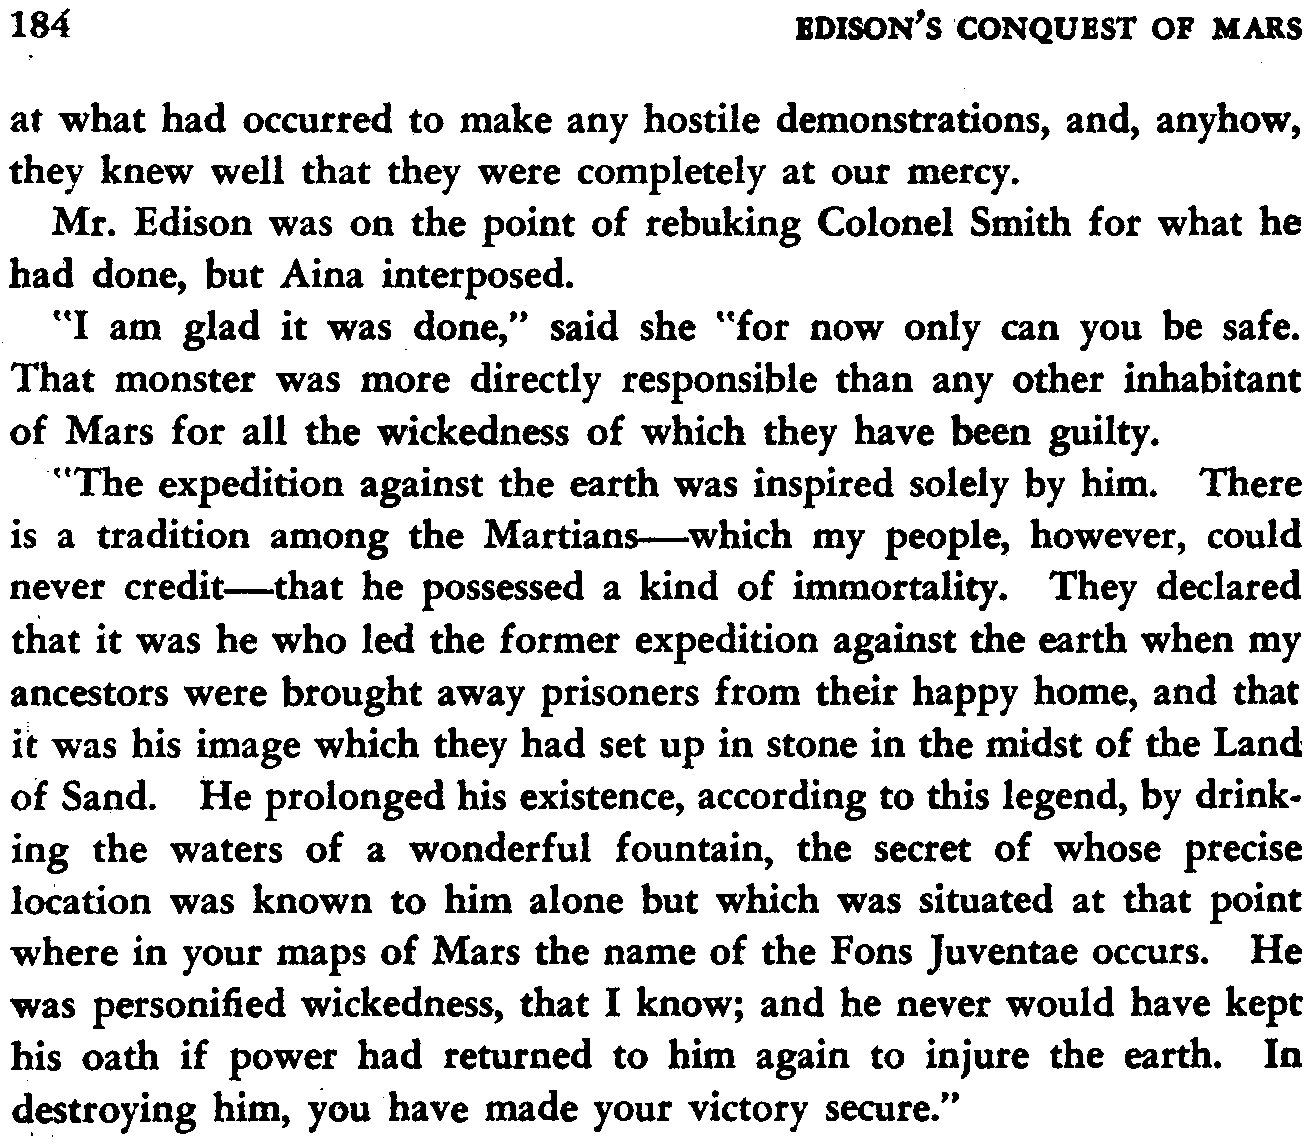 184 EDISON'S CONQUEST OF MARS
at what had occurred to make any hostile demonstrations, and, anyhow,
they knew well that they were completely at our mercy.
Mr. Edison was on the point of rebuking Colonel Smith for what he
had done, but Aina interposed.
"I am glad it was done," said she "for now only can you be safe.
That monster was more directly responsible than any other inhabitant
of Mars for all the wickedness of which they have been guilty.
"The expedition against the earth was inspired solely by him. There
is a tradition among the Martians—which my people, however, could
never credit—that he possessed a kind of immortality. They declared
that it was he who led the former expedition against the earth when my
ancestors were brought away prisoners from their happy home, and that
it was his image which they had set up in stone in the midst of the Land
of Sand. He prolonged his existence, according to this legend, by drink-
ing the waters of a wonderful fountain, the secret of whose precise
location was known to him alone but which was situated at that point
where in your maps of Mars the name of the Fons Juventae occurs. He
was personified wickedness, that I know; and he never would have kept
his oath if power had returned to him again to injure the earth. In
destroying him, you have made your victory secure."